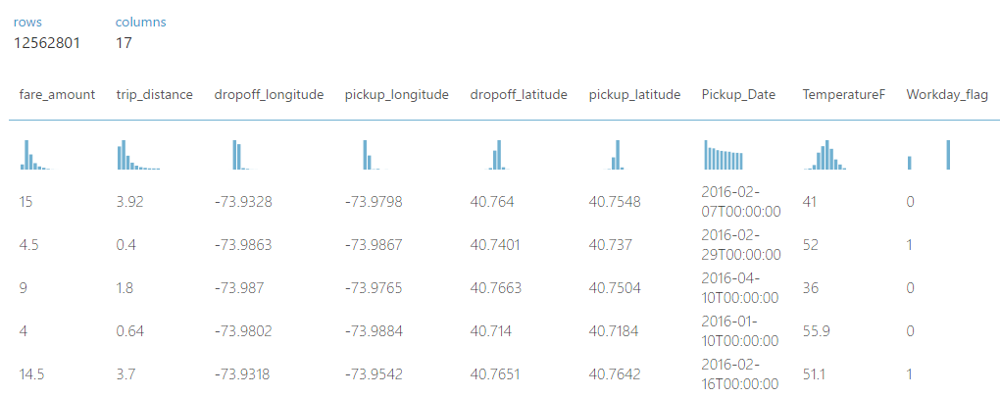 rows columns
12562801 17
fare_amount trip_distance dropoff_longitude pickup_longitude dropoff_latitude pickup_latitude Pickup_Date TemperatureF Workday_flag
15 3.92 -73.9328 -73.9798 40.764 40.7548 2016-02-07T00:00:00 41 0
4.5 0.4 -73.9863 -73.9867 40.7401 40.737 2016-02-29T00:00:00 52 1
9 1.8 -73.987 -73.9765 40.7663 40.7504 2016-04-10T00:00:00 36 0
4 0.64 -73.9802 -73.9884 40.714 40.7184 2016-01-10T00:00:00 55.9 0
14.5 3.7 -73.9318 -73.9542 40.7651 40.7642 2016-02-16T00:00:00 51.1 1